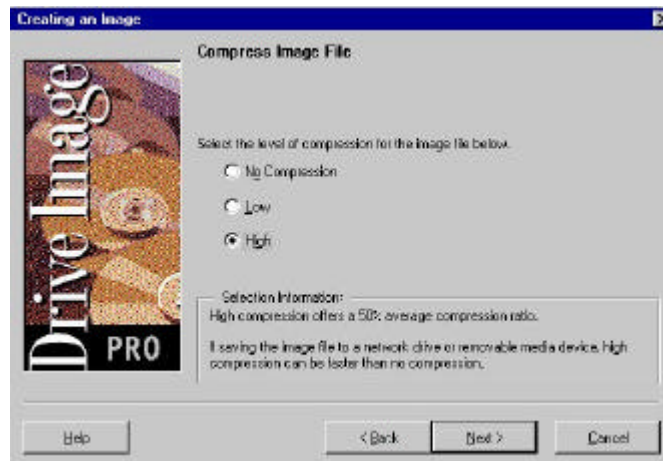 Creating an Image
Drive Image
PRO
Compress Image File
Select the level of compression for the image file below.
No Compression
Low
High
Selection Information:
High compression offers a 50% average compression ratio.
If saving the image file to a network drive or removable media device, high
compression can be faster than no compression.
Help
< Back
Next >
Cancel